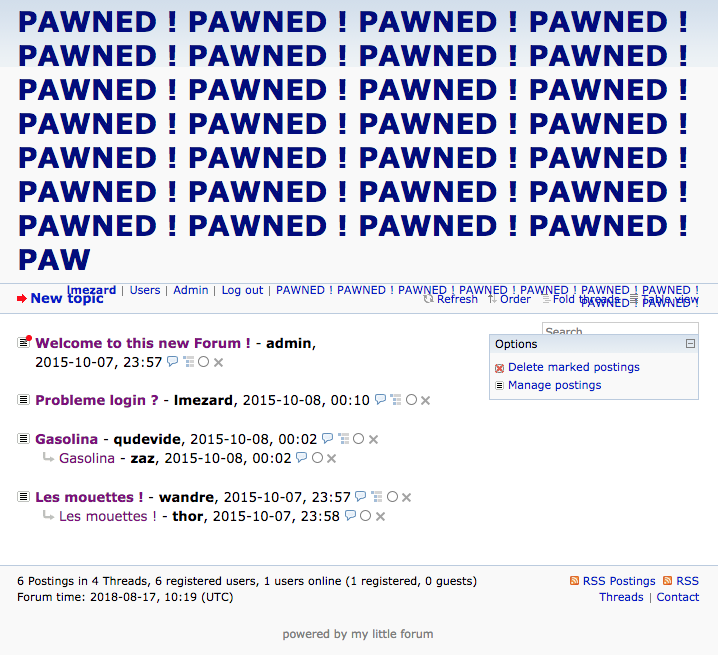 PAWNED ! PAWNED ! PAWNED ! PAWNED !
PAWNED ! PAWNED ! PAWNED ! PAWNED !
PAWNED ! PAWNED ! PAWNED ! PAWNED !
PAWNED ! PAWNED ! PAWNED ! PAWNED !
PAWNED ! PAWNED ! PAWNED ! PAWNED !
PAWNED ! PAWNED ! PAWNED ! PAWNED !
PAWNED ! PAWNED ! PAWNED ! PAWNED !
PAW
lmezard | Users | Admin | Log out | PAWNED ! PAWNED ! PAWNED ! PAWNED ! PAWNED ! PAWNED ! PAWNED !
PAWNED ! PAWNED !
New topic
Refresh Order Fold threads Table view
Search
Options
Delete marked postings
Manage postings
Welcome to this new Forum ! - admin,
2015-10-07, 23:57
Probleme login ? - lmezard, 2015-10-08, 00:10
Gasolina - qudevide, 2015-10-08, 00:02
Gasolina - zaz, 2015-10-08, 00:02
Les mouettes ! - wandre, 2015-10-07, 23:57
Les mouettes ! - thor, 2015-10-07, 23:58
6 Postings in 4 Threads, 6 registered users, 1 users online (1 registered, 0 guests)
Forum time: 2018-08-17, 10:19 (UTC)
RSS Postings RSS
Threads | Contact
powered by my little forum